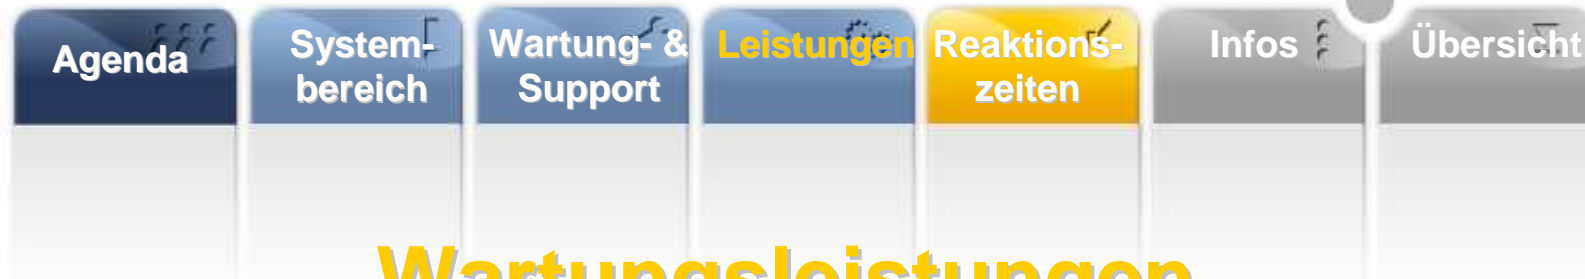 Agenda
System-
bereich
Wartung- &
Support
Leistungen
Reaktions-
zeiten
Infos
Übersicht
Wartungsleistungen